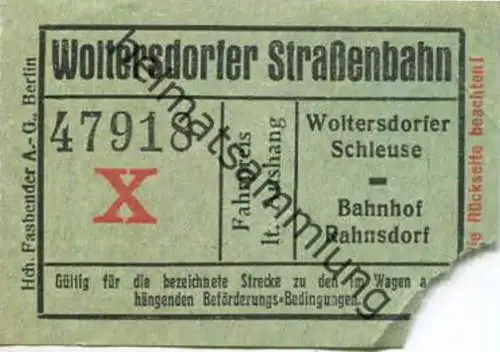 Woltersdorfer Straßenbahn
47918
X
Fahrpreis
lt. Aushang
Woltersdorfer
Schleuse
-
Bahnhof
Rahnsdorf
Gültig für die bezeichnete Strecke zu den im Wagen a
hängenden Beförderungs-Bedingungen.
Hch. Fasbender A.-G., Berlin
Rückseite beachten!
heimatsammlung